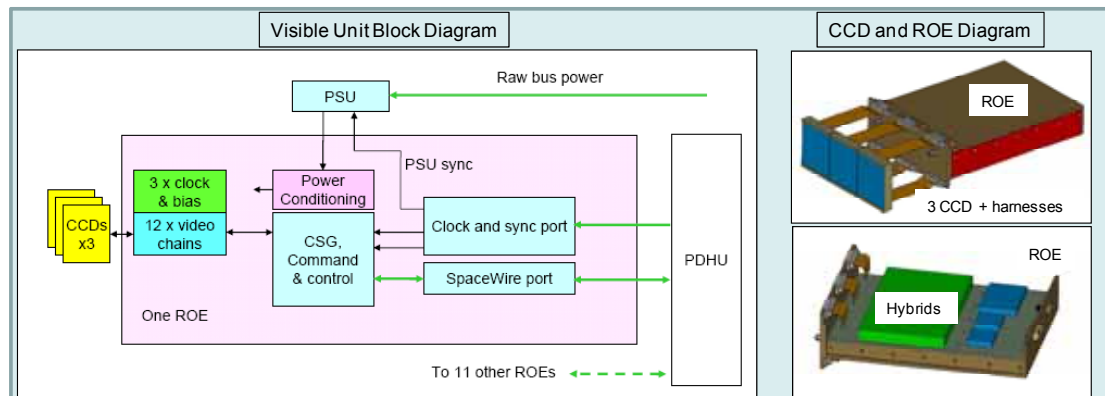 Visible Unit Block Diagram
Raw bus power
PSU
PSU sync
3 x clock
& bias
Power
Conditioning
CCDs
x3
12 x video
chains
CSG,
Command
& control
Clock and sync port
SpaceWire port
PDHU
One ROE
To 11 other ROEs
CCD and ROE Diagram
ROE
3 CCD + harnesses
ROE
Hybrids